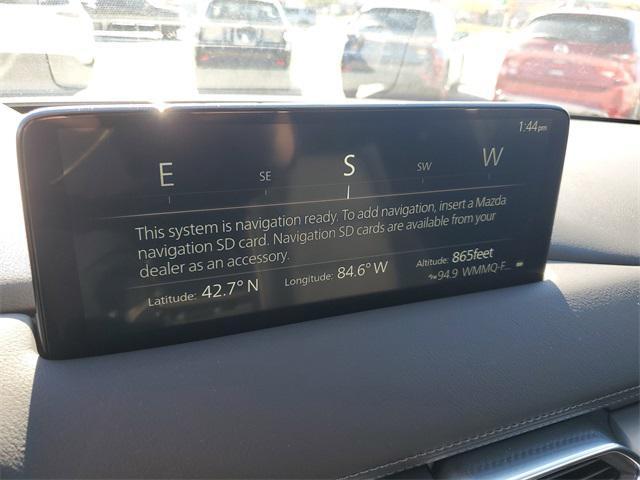 1:44pm
E SE S SW W
This system is navigation ready. To add navigation, insert a Mazda
navigation SD card. Navigation SD cards are available from your
dealer as an accessory.
Latitude: 42.7° N Longitude: 84.6° W Altitude: 865feet
94.9 WMMQ-F...